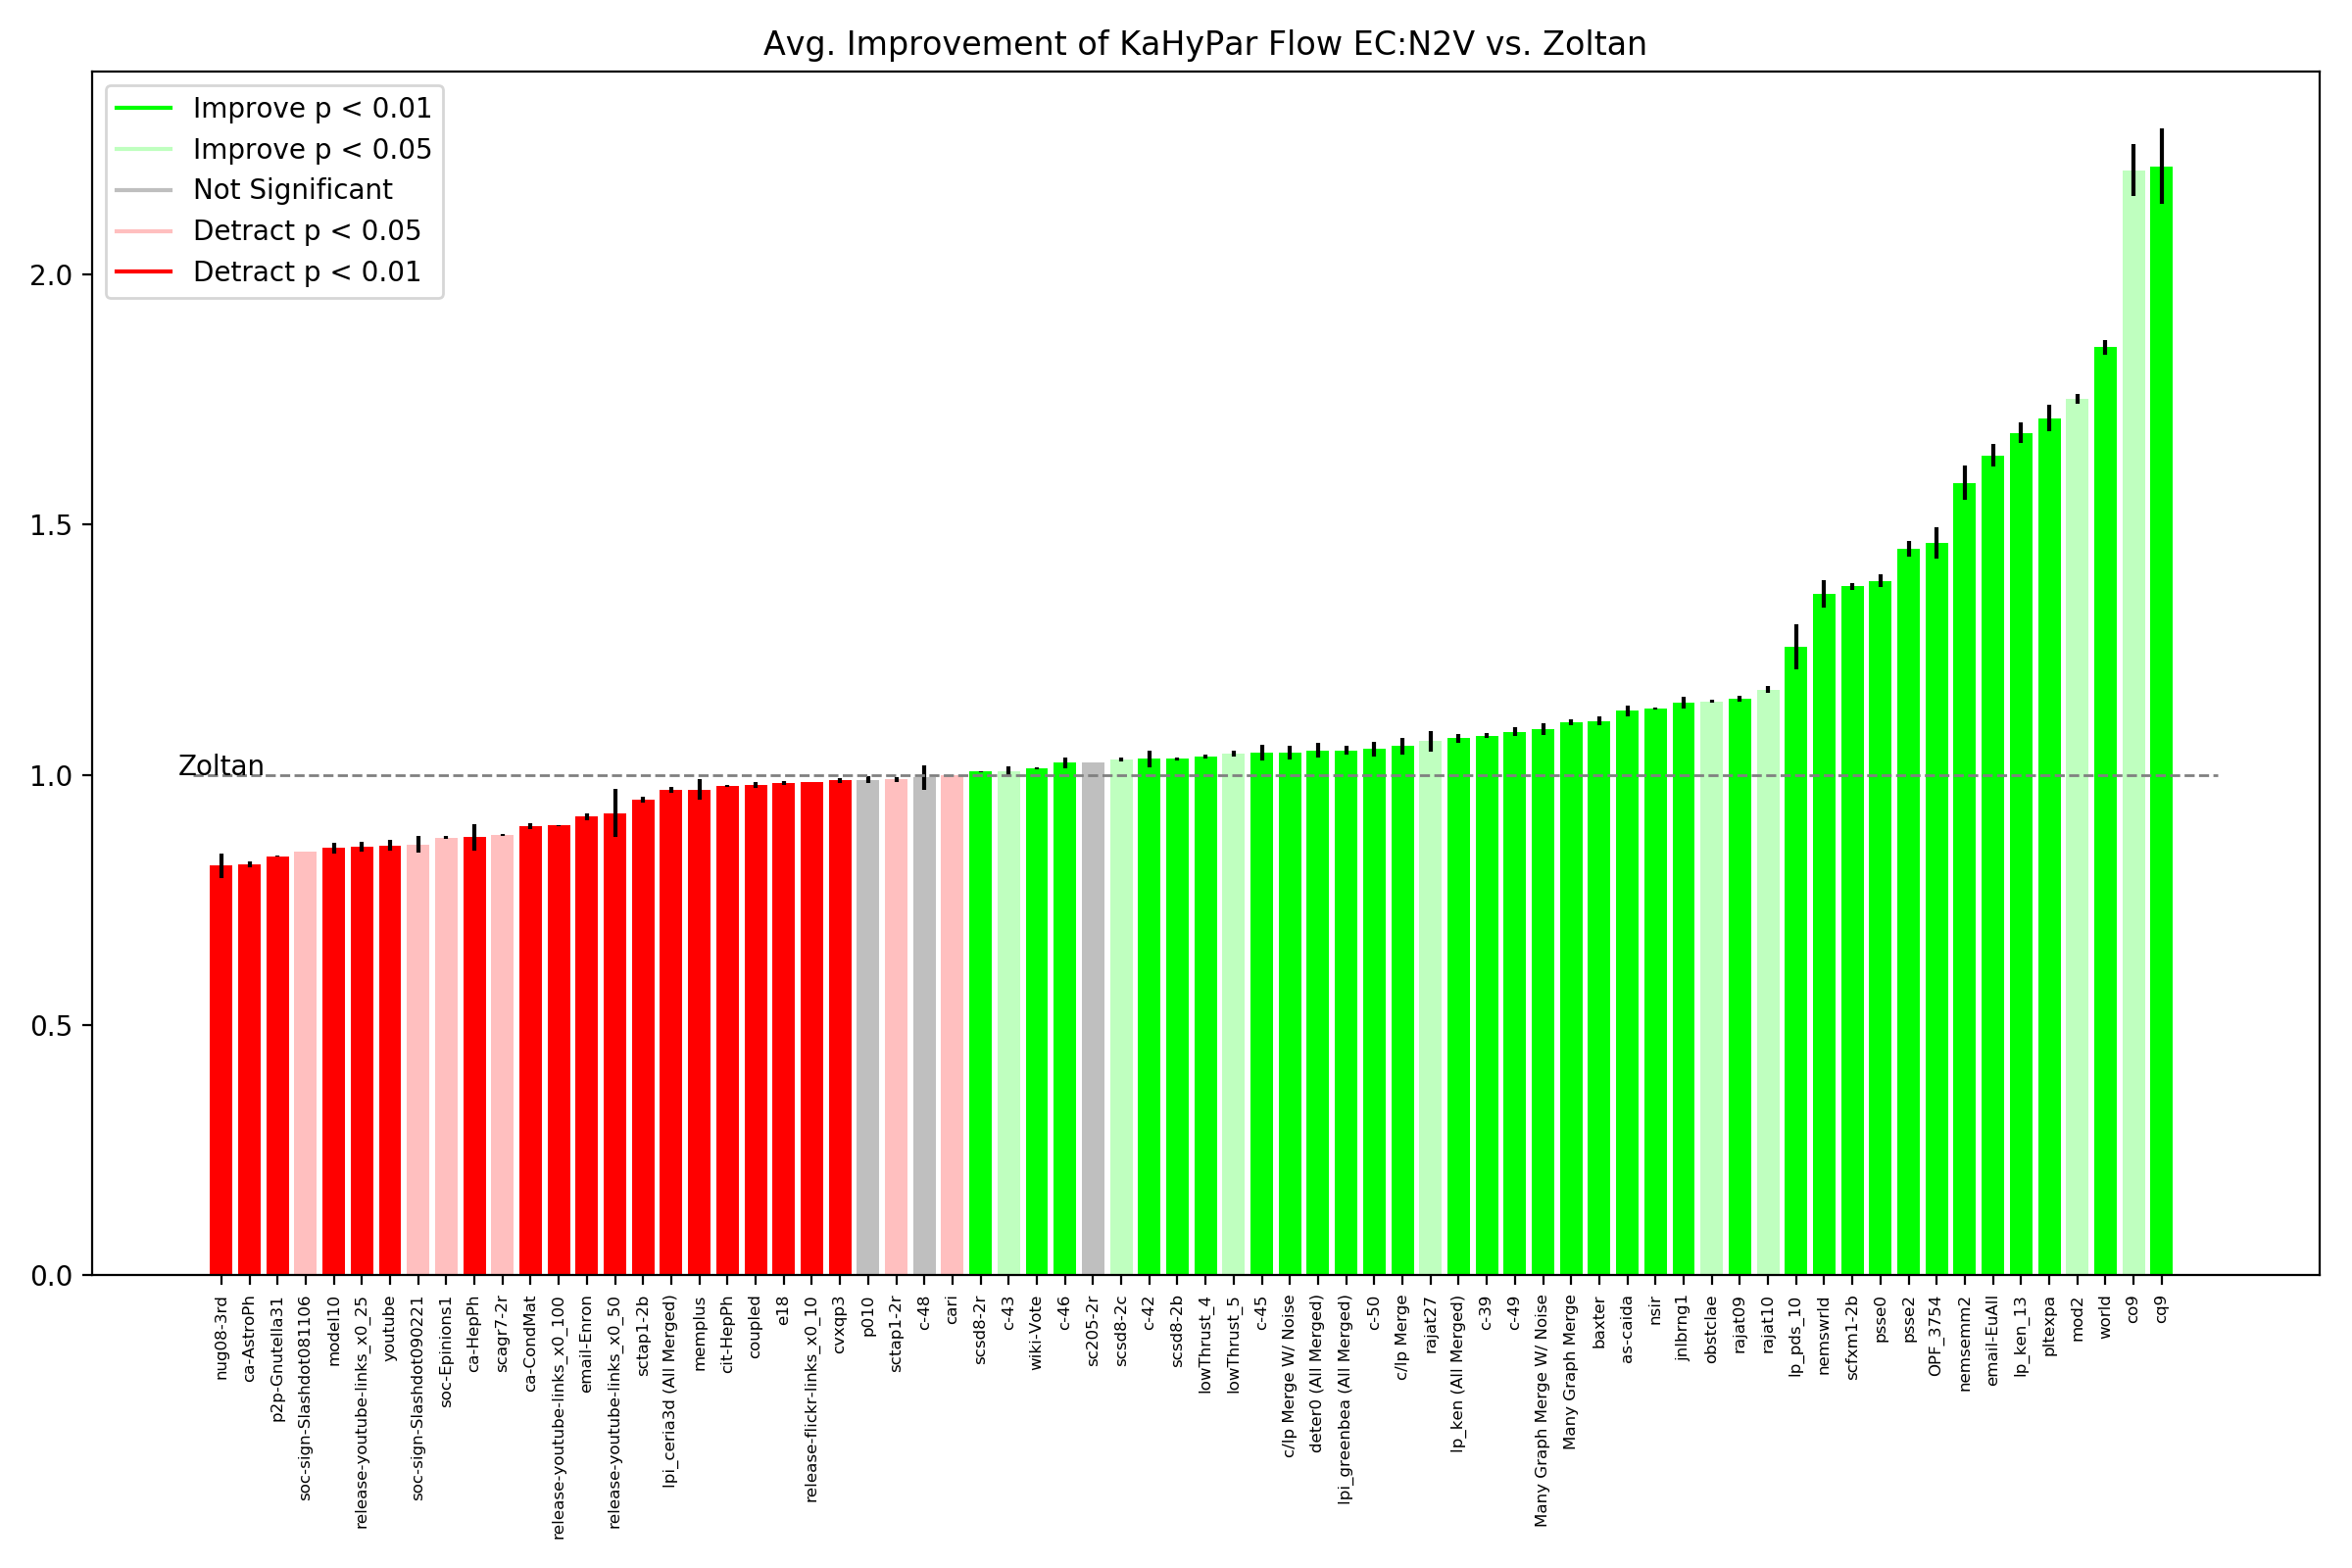 Avg. Improvement of KaHyPar Flow EC:N2V vs. Zoltan
Improve p < 0.01
Improve p < 0.05
Not Significant
Detract p < 0.05
Detract p < 0.01
2.0
1.5
1.0
0.5
0.0
Zoltan
nug08-3rd
ca-AstroPh
p2p-Gnutella31
soc-sign-Slashdot081106
model10
release-youtube-links_x0_25
youtube
soc-sign-Slashdot090221
soc-Epinions1
ca-HepPh
scagr7-2r
ca-CondMat
release-youtube-links_x0_100
email-Enron
release-youtube-links_x0_50
sctap1-2b
lpi_ceria3d (All Merged)
memplus
cit-HepPh
coupled
e18
release-flickr-links_x0_10
cvxqp3
p010
sctap1-2r
c-48
cari
scsd8-2r
c-43
wiki-Vote
c-46
sc205-2r
scsd8-2c
c-42
scsd8-2b
lowThrust_4
lowThrust_5
c-45
c/lp Merge W/ Noise
deter0 (All Merged)
lpi_greenbea (All Merged)
c-50
c/lp Merge
rajat27
lp_ken (All Merged)
c-39
c-49
Many Graph Merge W/ Noise
Many Graph Merge
baxter
as-caida
nsir
jnlbrng1
obstclae
rajat09
rajat10
lp_pds_10
nemswrld
scfxm1-2b
psse0
psse2
OPF_3754
nemsemm2
email-EuAll
lp_ken_13
pltexpa
mod2
world
co9
cq9